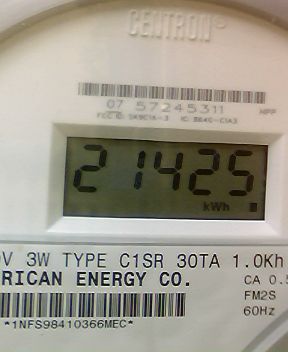 CENTRON®
07 57245311
21425
kWh
V 3W TYPE C1SR 30TA 1.0Kh
RICAN ENERGY CO.
CA 0.5
FM2S
60Hz
*1NFS98410366MEC*